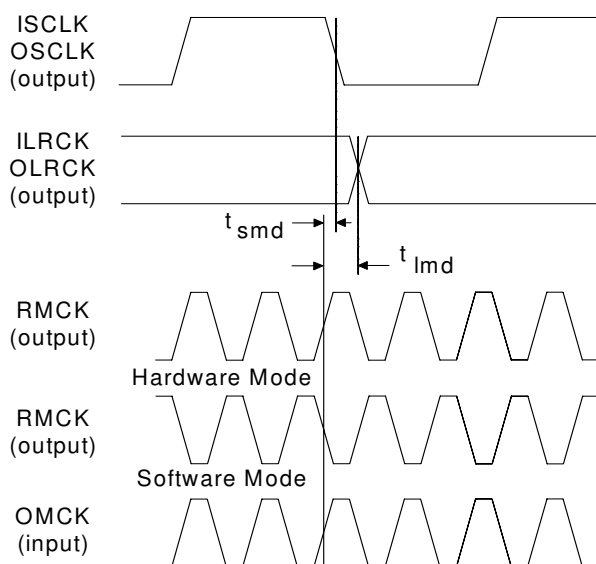 ISCLK
OSCLK
(output)
ILRCK
OLRCK
(output)
t smd
t lmd
RMCK
(output)
Hardware Mode
RMCK
(output)
Software Mode
OMCK
(input)